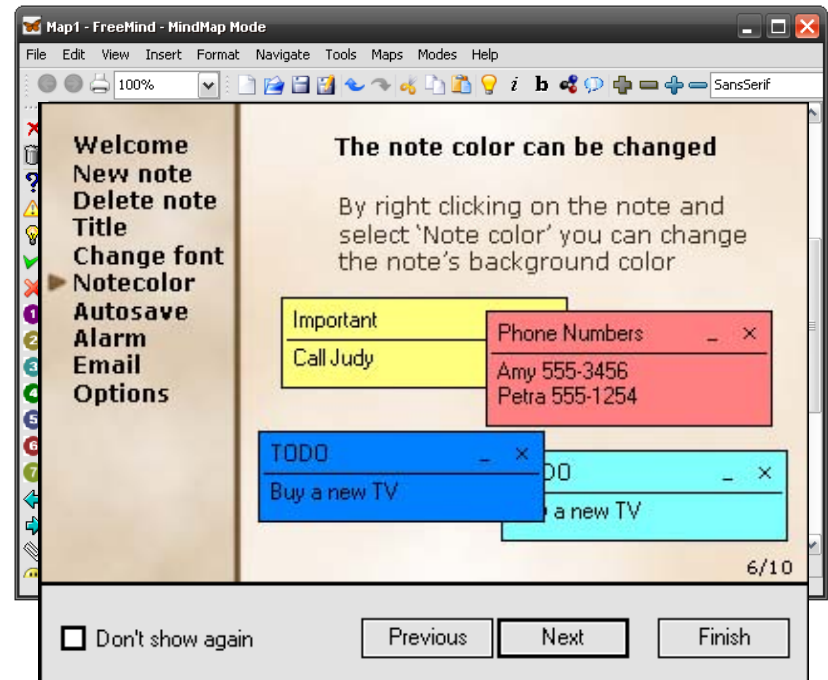 Map1 - FreeMind - MindMap Mode
File Edit View Insert Format Navigate Tools Maps Modes Help
100%
i b
SansSerif
Welcome
New note
Delete note
Title
Change font
Notecolor
Autosave
Alarm
Email
Options
The note color can be changed
By right clicking on the note and
select 'Note color' you can change
the note's background color
Important
Call Judy
Phone Numbers
Amy 555-3456
Petra 555-1254
TODO
Buy a new TV
DO
a new TV
6/10
Don't show again
Previous
Next
Finish